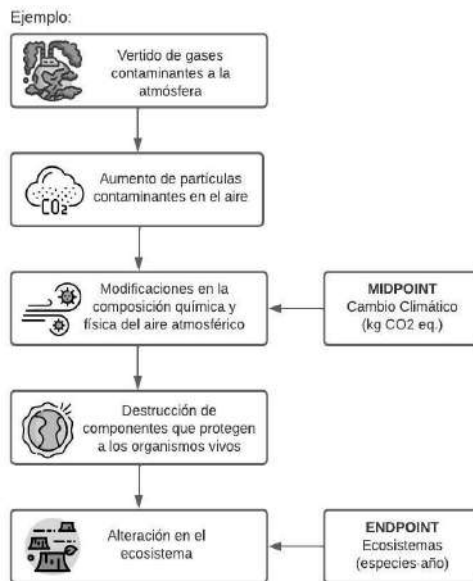 Ejemplo:
Vertido de gases
contaminantes a la
atmósfera
CO₂
Aumento de partículas
contaminantes en el aire
Modificaciones en la
composición química y
física del aire atmosférico
MIDPOINT
Cambio Climático
(kg CO2 eq.)
Destrucción de
componentes que protegen
a los organismos vivos
Alteración en el
ecosistema
ENDPOINT
Ecosistemas
(especies·año)